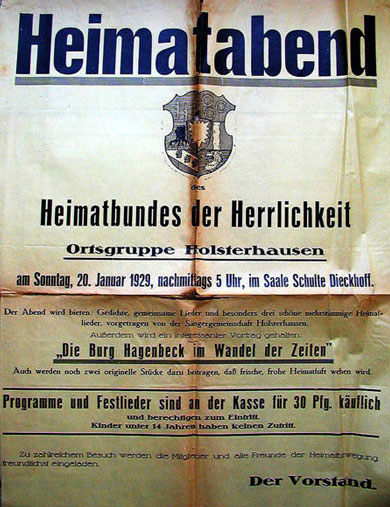 Heimatabend
des
Heimatbundes der Herrlichkeit
Ortsgruppe Holsterhausen
am Sonntag, 20. Januar 1929, nachmittags 5 Uhr, im Saale Schulte Dieckhoff.
Der Abend wird bieten: Gedichte, gemeinsame Lieder und besonders drei schöne mehrstimmige Heimat-
lieder, vorgetragen von der Sängergemeinschaft Holsterhausen.
Außerdem wird ein interessanter Vortrag gehalten:
„Die Burg Hagenbeck im Wandel der Zeiten"
Auch werden noch zwei originelle Stücke dazu beitragen, daß frische, frohe Heimatluft wehen wird.
Programme und Festlieder sind an der Kasse für 30 Pfg. käuflich
und berechtigen zum Eintritt.
Kinder unter 14 Jahren haben keinen Zutritt.
Zu zahlreichem Besuch werden die Mitglieder und alle Freunde der Heimatbewegung
freundlichst eingeladen.
Der Vorstand.